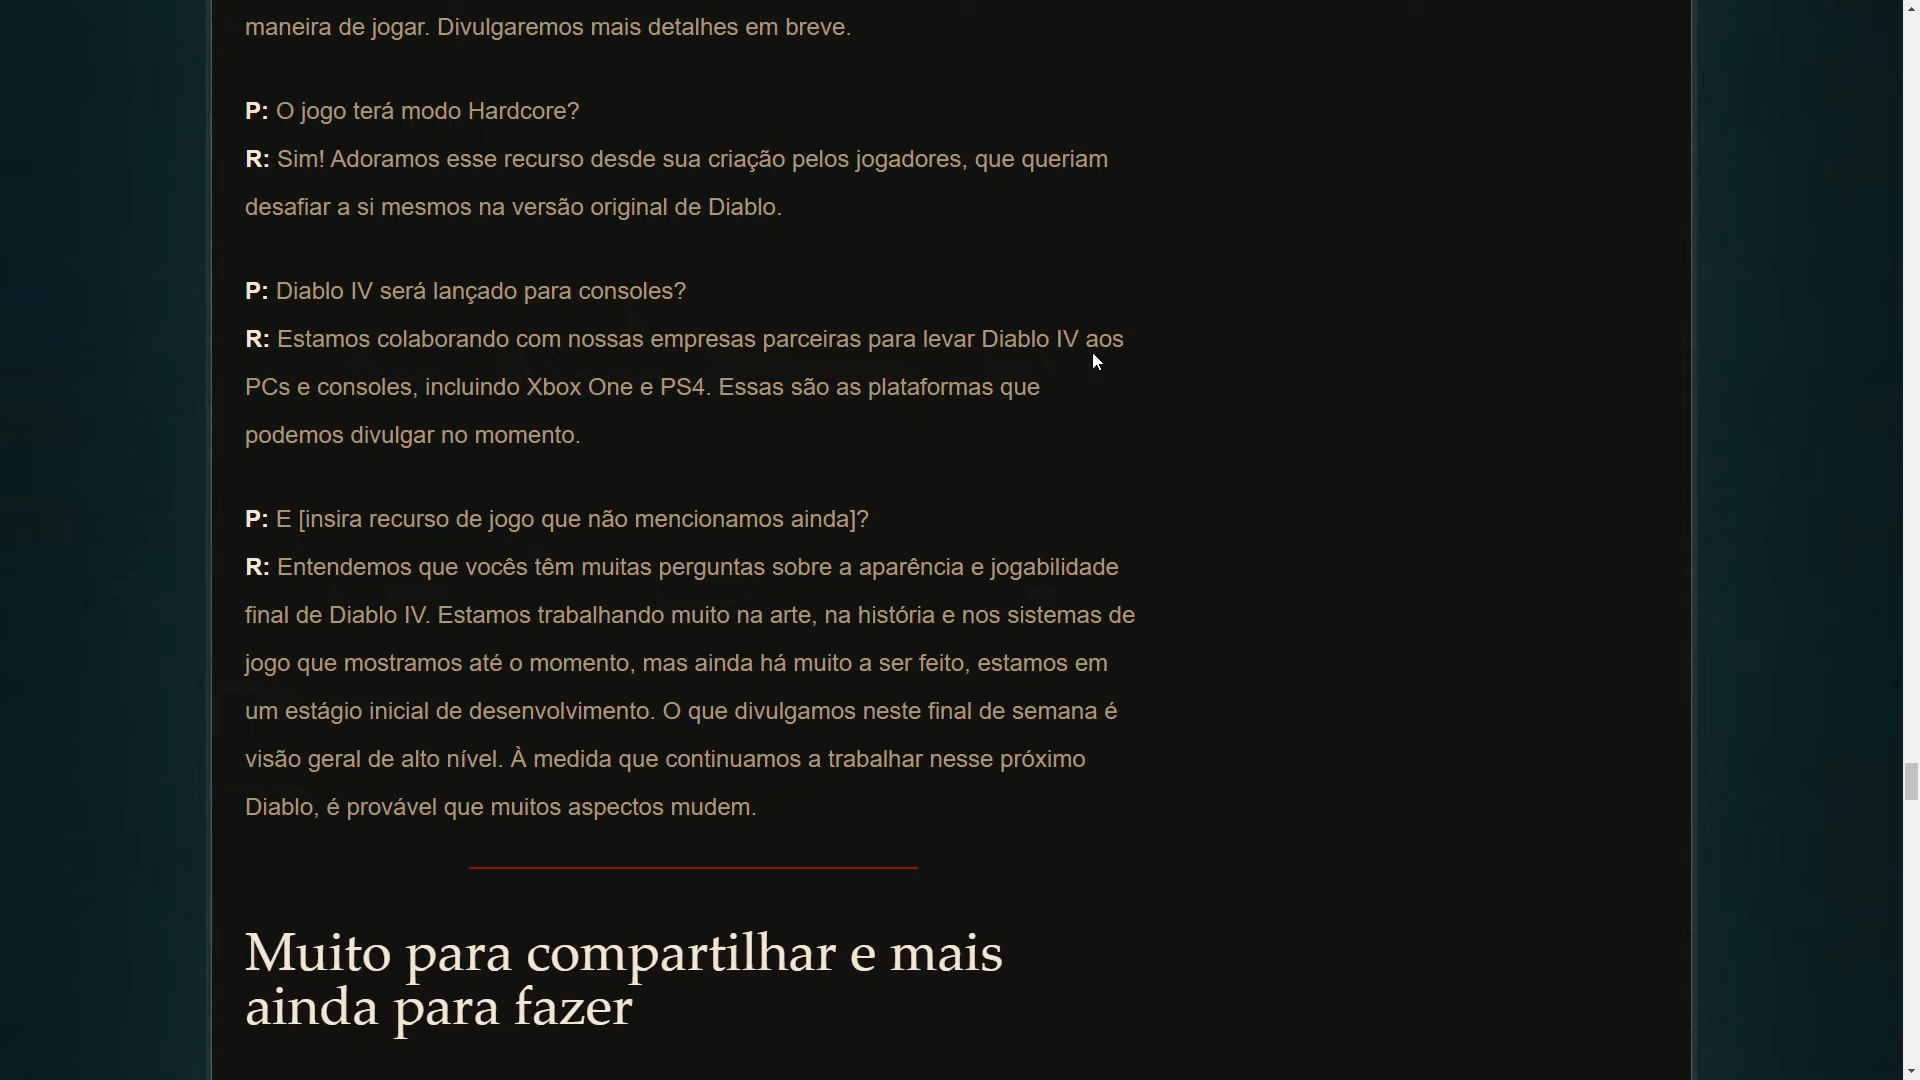 maneira de jogar. Divulgaremos mais detalhes em breve.
P: O jogo terá modo Hardcore?
R: Sim! Adoramos esse recurso desde sua criação pelos jogadores, que queriam
desafiar a si mesmos na versão original de Diablo.
P: Diablo IV será lançado para consoles?
R: Estamos colaborando com nossas empresas parceiras para levar Diablo IV aos
PCs e consoles, incluindo Xbox One e PS4. Essas são as plataformas que
podemos divulgar no momento.
P: E [insira recurso de jogo que não mencionamos ainda]?
R: Entendemos que vocês têm muitas perguntas sobre a aparência e jogabilidade
final de Diablo IV. Estamos trabalhando muito na arte, na história e nos sistemas de
jogo que mostramos até o momento, mas ainda há muito a ser feito, estamos em
um estágio inicial de desenvolvimento. O que divulgamos neste final de semana é
visão geral de alto nível. À medida que continuamos a trabalhar nesse próximo
Diablo, é provável que muitos aspectos mudem.
Muito para compartilhar e mais
ainda para fazer